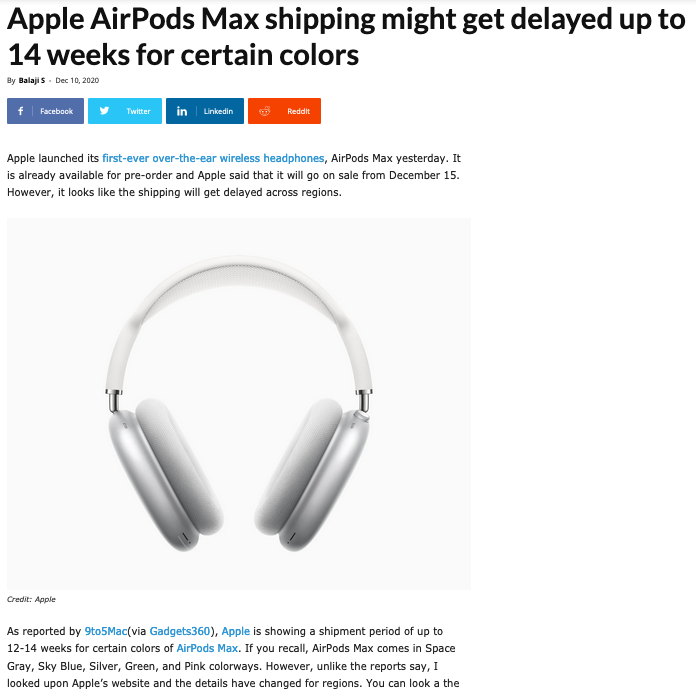 Apple AirPods Max shipping might get delayed up to
14 weeks for certain colors
By Balaji S - Dec 10, 2020
Facebook
Twitter
Linkedin
ReddIt
Apple launched its first-ever over-the-ear wireless headphones, AirPods Max yesterday. It
is already available for pre-order and Apple said that it will go on sale from December 15.
However, it looks like the shipping will get delayed across regions.
Credit: Apple
As reported by 9to5Mac(via Gadgets360), Apple is showing a shipment period of up to
12-14 weeks for certain colors of AirPods Max. If you recall, AirPods Max comes in Space
Gray, Sky Blue, Silver, Green, and Pink colorways. However, unlike the reports say, I
looked upon Apple's website and the details have changed for regions. You can look a the